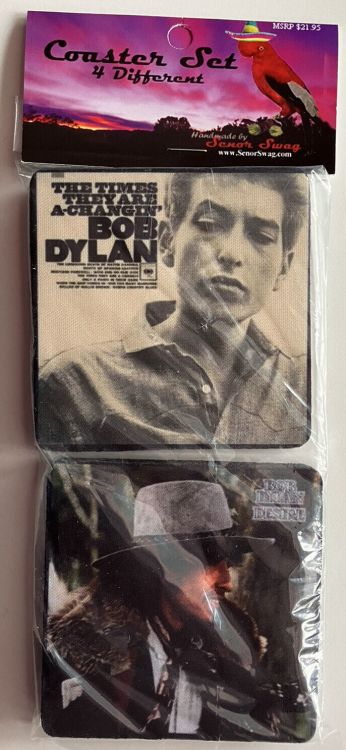 MSRP $21.95
Coaster Set
4 Different
Handmade by
Senor Swag
www.SenorSwag.com
THE TIMES
THEY ARE
A-CHANGIN'
BOB
DYLAN
BOB
DYLAN
DESIRE